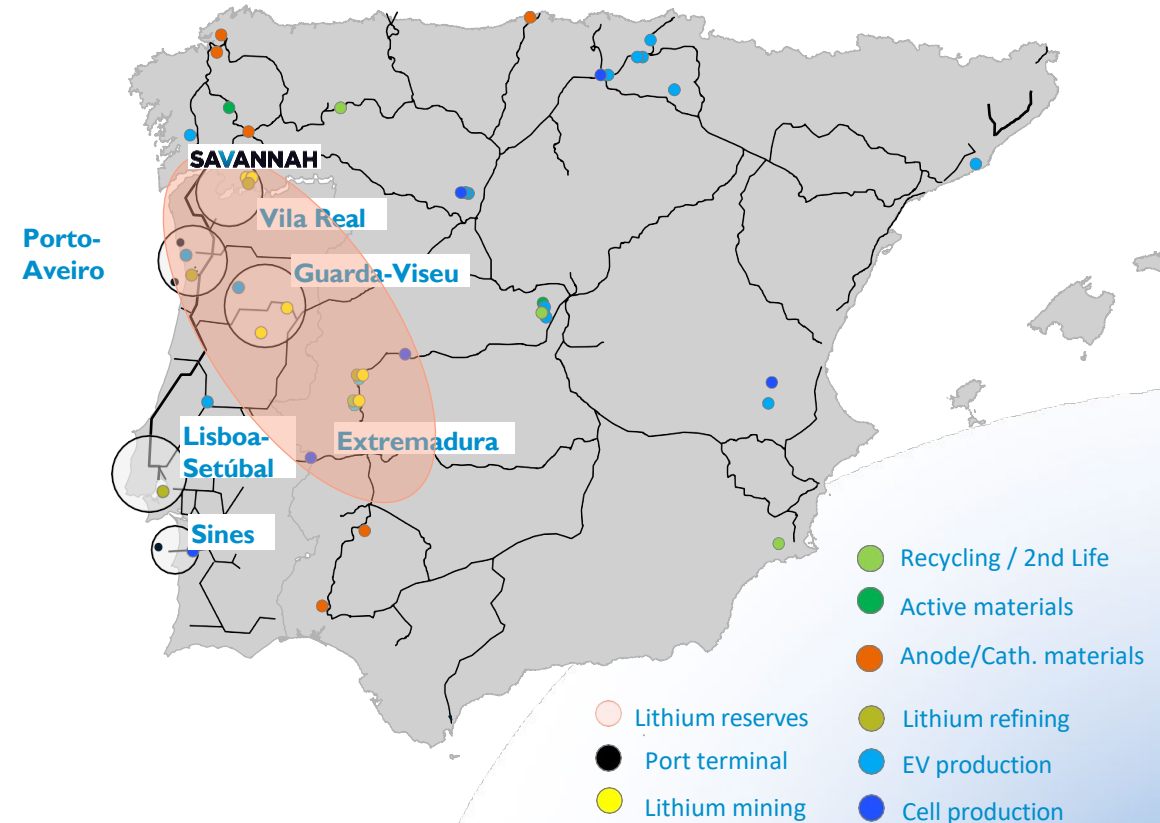 SAVANNAH
Vila Real
Porto-
Aveiro
Guarda-Viseu
Lisboa-
Setúbal
Extremadura
Sines
Recycling / 2nd Life
Active materials
Anode/Cath. materials
Lithium reserves
Lithium refining
Port terminal
EV production
Lithium mining
Cell production